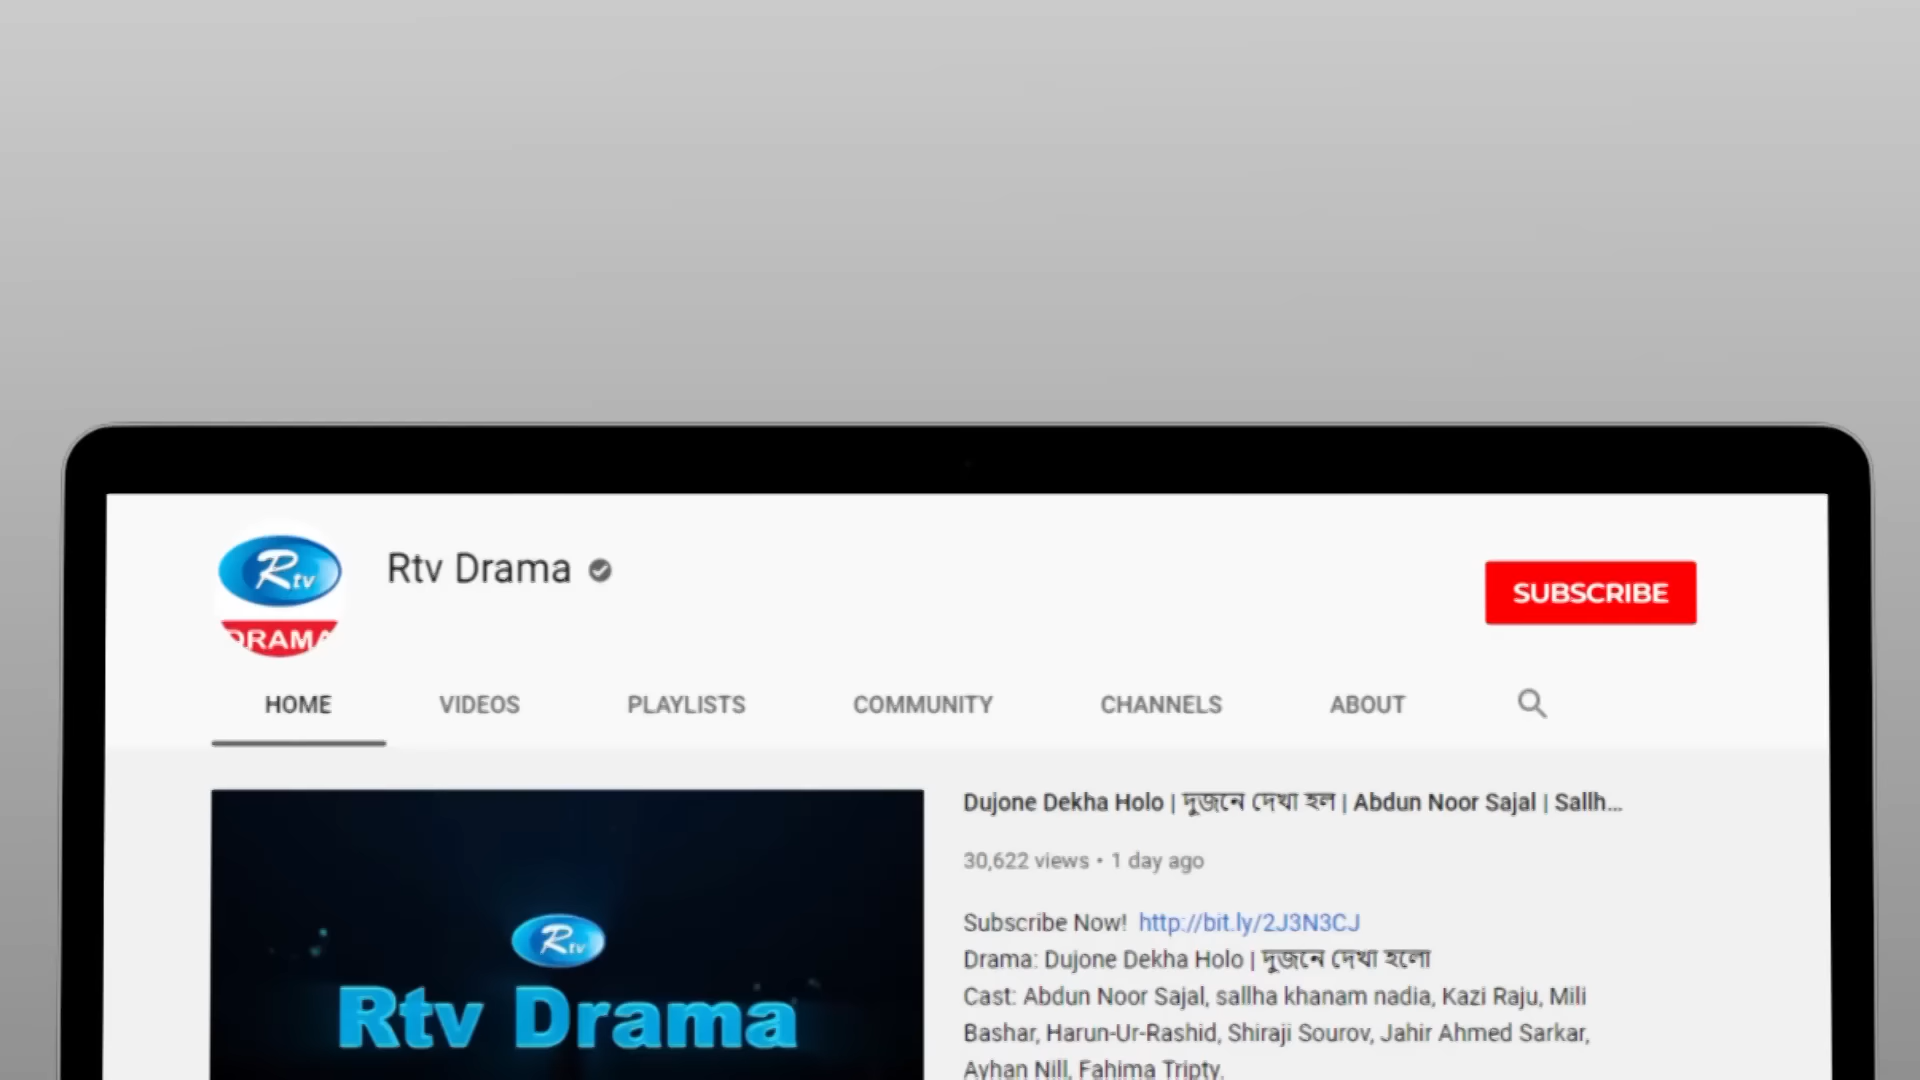 Rtv
DRAMA
Rtv Drama
SUBSCRIBE
HOME VIDEOS PLAYLISTS COMMUNITY CHANNELS ABOUT
Rtv
Rtv Drama
Dujone Dekha Holo | দুজনে দেখা হল | Abdun Noor Sajal | Sallh...
30,622 views • 1 day ago
Subscribe Now! http://bit.ly/2J3N3CJ
Drama: Dujone Dekha Holo | দুজনে দেখা হলো
Cast: Abdun Noor Sajal, sallha khanam nadia, Kazi Raju, Mili
Bashar, Harun-Ur-Rashid, Shiraji Sourov, Jahir Ahmed Sarkar,
Ayhan Nill, Fahima Tripty.